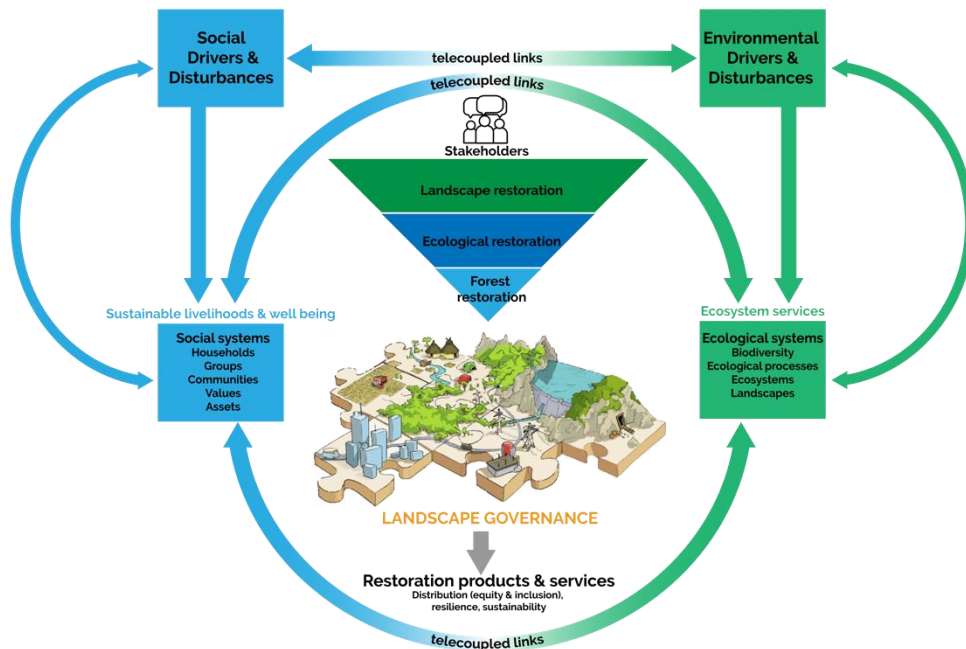 Social
Drivers &
Disturbances
Environmental
Drivers &
Disturbances
telecoupled links
telecoupled links
Stakeholders
Landscape restoration
Ecological restoration
Forest
restoration
Sustainable livelihoods & well being
Social systems
Households
Groups
Communities
Values
Assets
Ecosystem services
Ecological systems
Biodiversity
Ecological processes
Ecosystems
Landscapes
LANDSCAPE GOVERNANCE
Restoration products & services
Distribution (equity & inclusion),
resilience, sustainability
telecoupled links